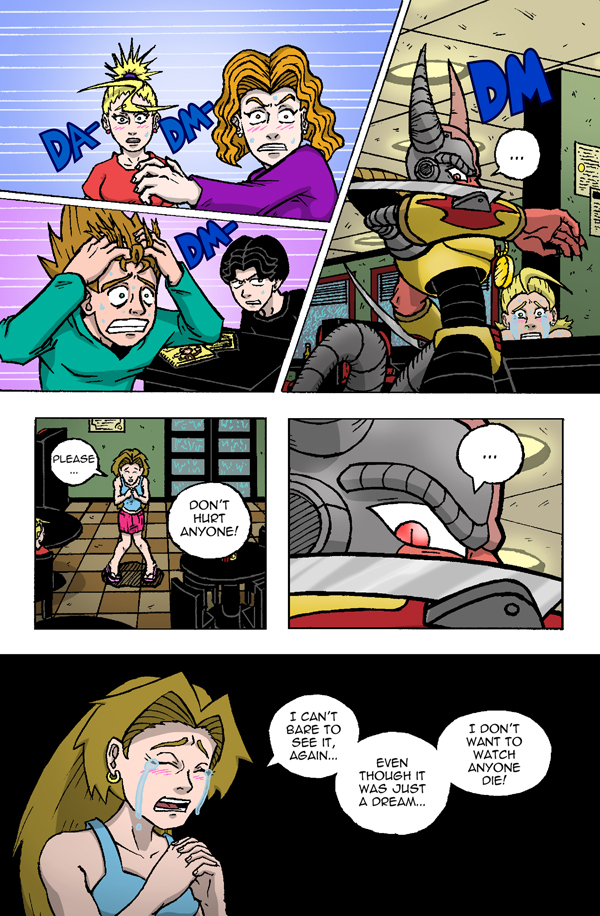 DA-
DM-
DM-
DM
...
PLEASE
...
DON'T
HURT
ANYONE!
...
I CAN'T
BARE TO
SEE IT,
AGAIN...
EVEN
THOUGH IT
WAS JUST
A DREAM...
I DON'T
WANT TO
WATCH
ANYONE
DIE!